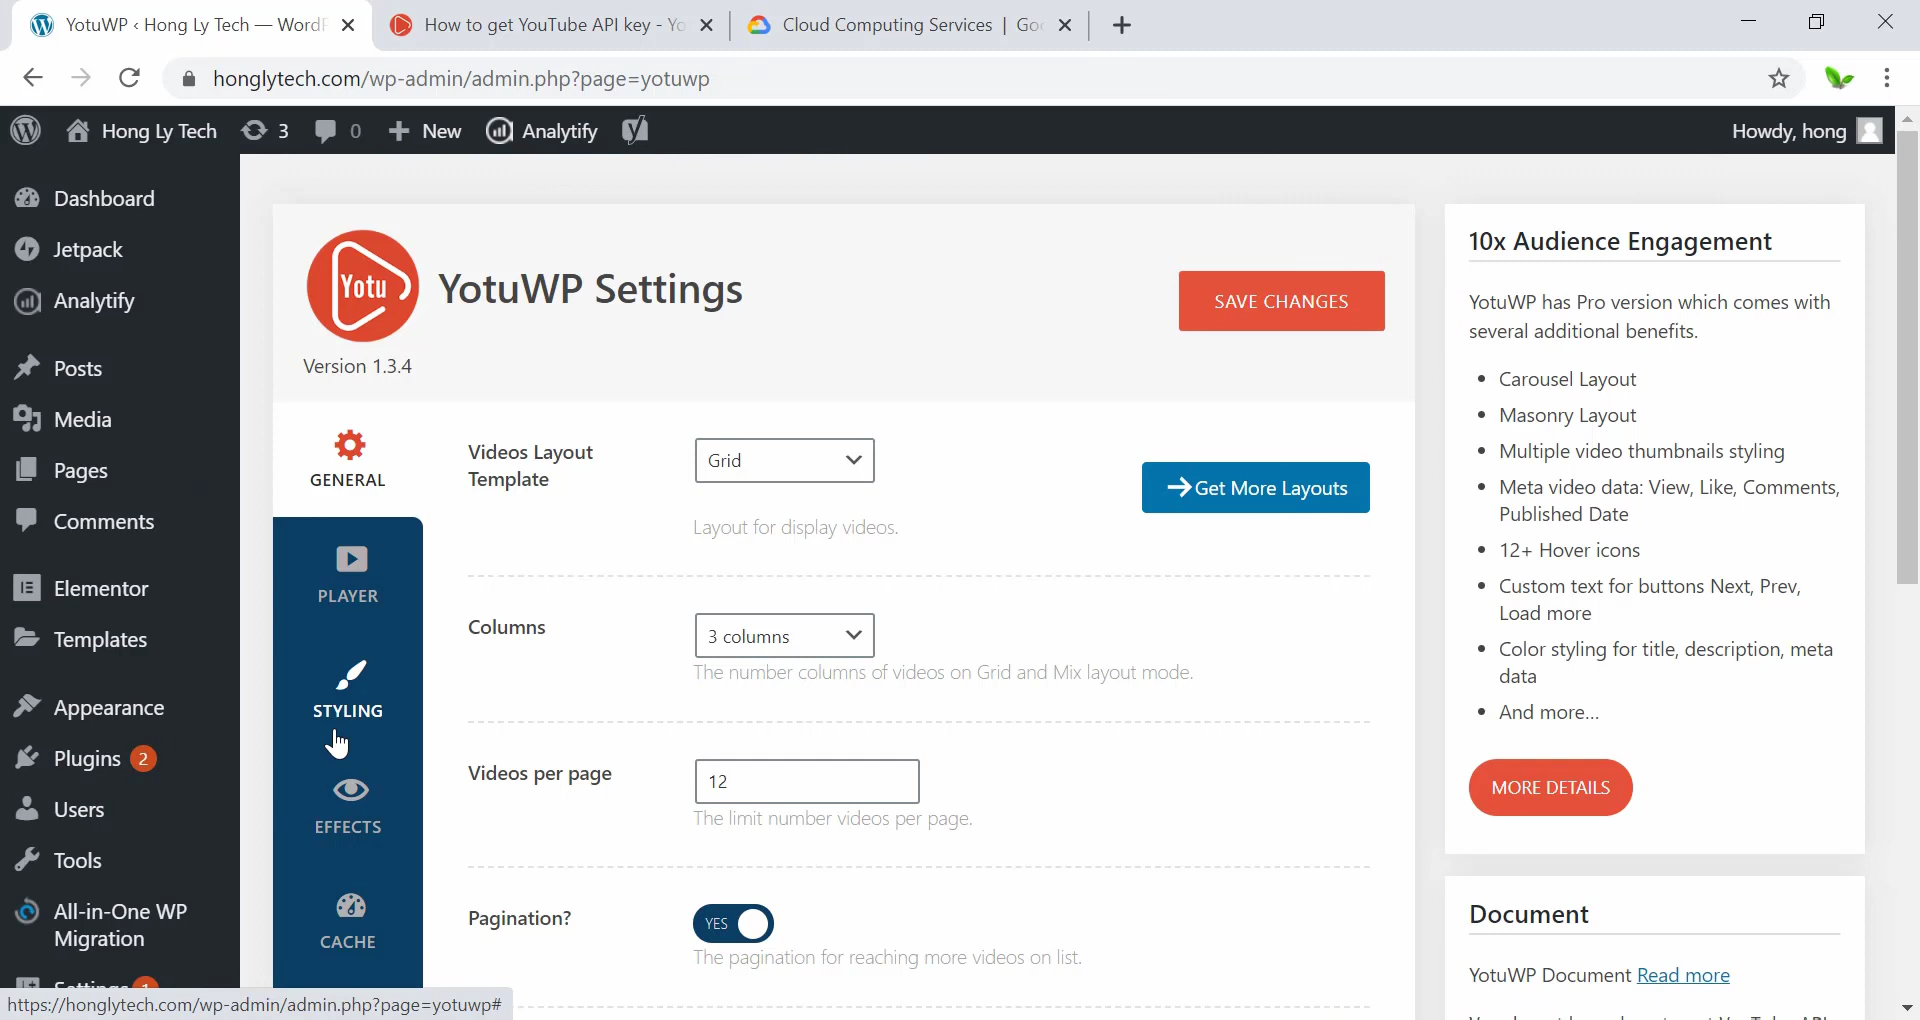 YotuWP ‹ Hong Ly Tech — WordP
How to get YouTube API key - Yo
Cloud Computing Services | Goo
honglytech.com/wp-admin/admin.php?page=yotuwp
Hong Ly Tech
3
0
New
Analytify
Howdy, hong
Dashboard
Jetpack
Analytify
Posts
Media
Pages
Comments
Elementor
Templates
Appearance
Plugins 2
Users
Tools
All-in-One WP
Migration
Settings 1
https://honglytech.com/wp-admin/admin.php?page=yotuwp#
Yotu
YotuWP Settings
Version 1.3.4
SAVE CHANGES
GENERAL
PLAYER
STYLING
EFFECTS
CACHE
Videos Layout
Template
Grid
Get More Layouts
Layout for display videos.
Columns
3 columns
The number columns of videos on Grid and Mix layout mode.
Videos per page
12
The limit number videos per page.
Pagination?
YES
The pagination for reaching more videos on list.
10x Audience Engagement
YotuWP has Pro version which comes with
several additional benefits.
• Carousel Layout
• Masonry Layout
• Multiple video thumbnails styling
• Meta video data: View, Like, Comments,
Published Date
• 12+ Hover icons
• Custom text for buttons Next, Prev,
Load more
• Color styling for title, description, meta
data
• And more...
MORE DETAILS
Document
YotuWP Document Read more